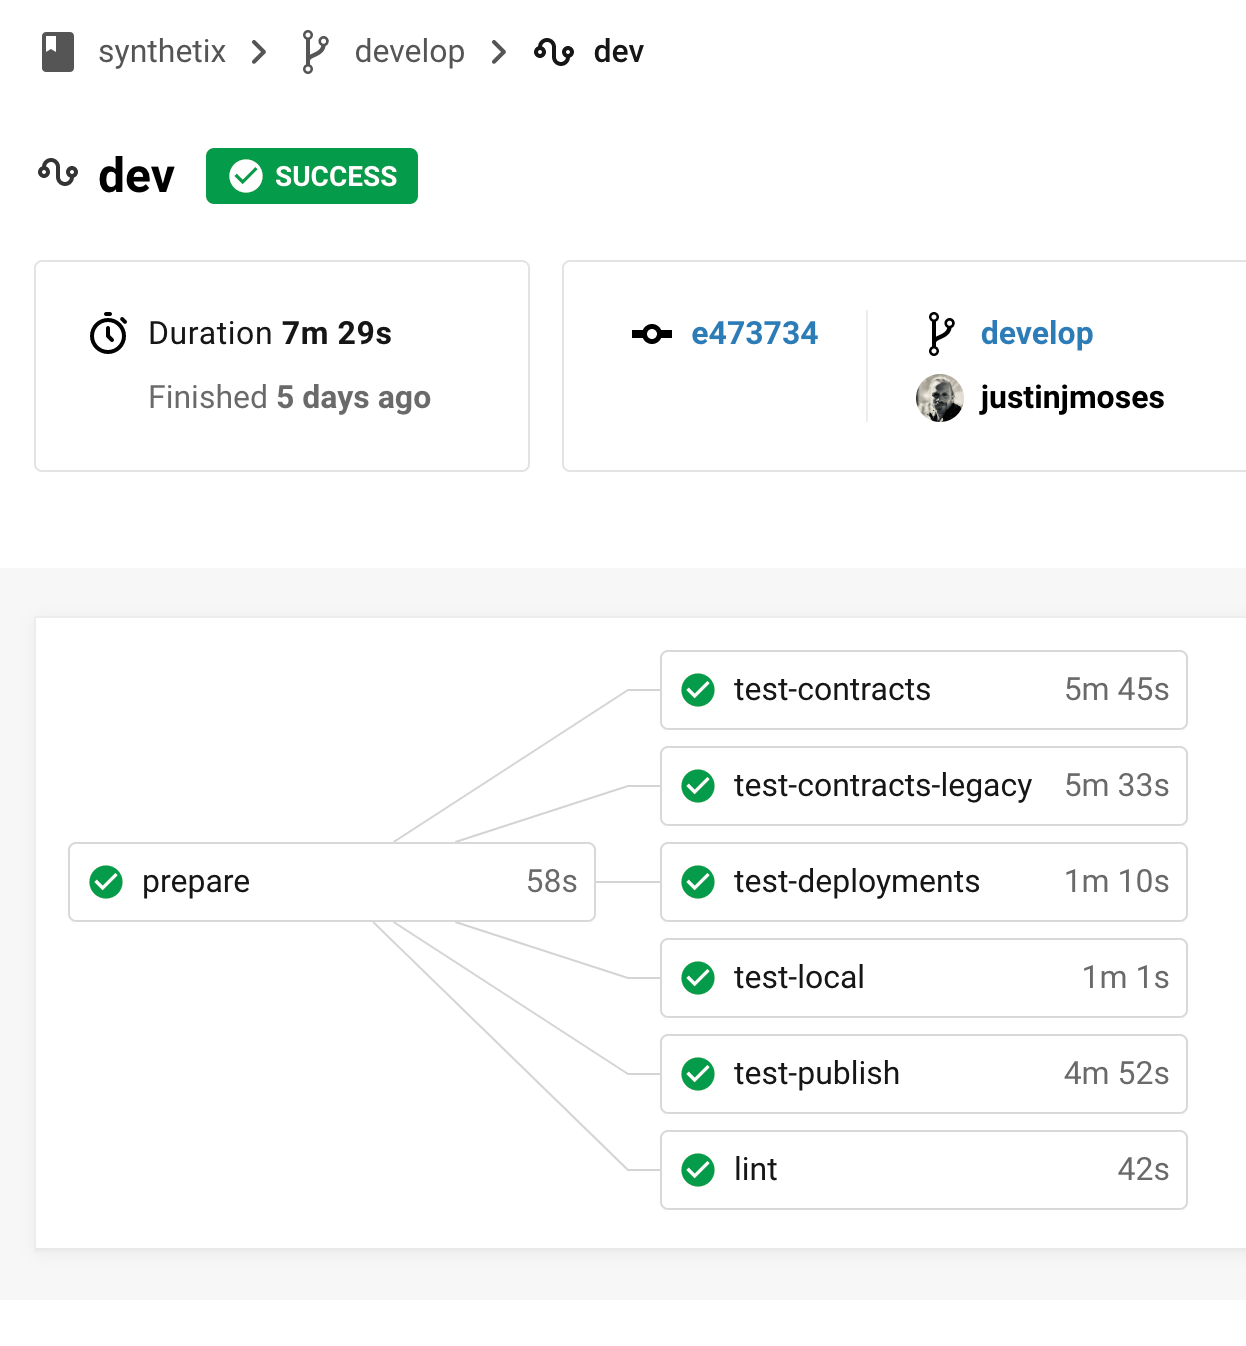 synthetix > develop > dev
dev SUCCESS
Duration 7m 29s
Finished 5 days ago
e473734
develop
justinjmoses
prepare 58s
test-contracts 5m 45s
test-contracts-legacy 5m 33s
test-deployments 1m 10s
test-local 1m 1s
test-publish 4m 52s
lint 42s